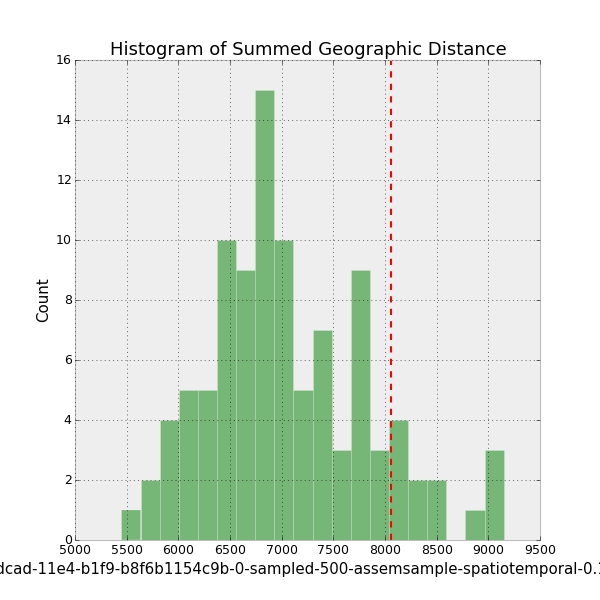 Histogram of Summed Geographic Distance
16
14
12
10
8
6
4
2
0
Count
5000 5500 6000 6500 7000 7500 8000 8500 9000 9500
dcad-11e4-b1f9-b8f6b1154c9b-0-sampled-500-assemsample-spatiotemporal-0.1